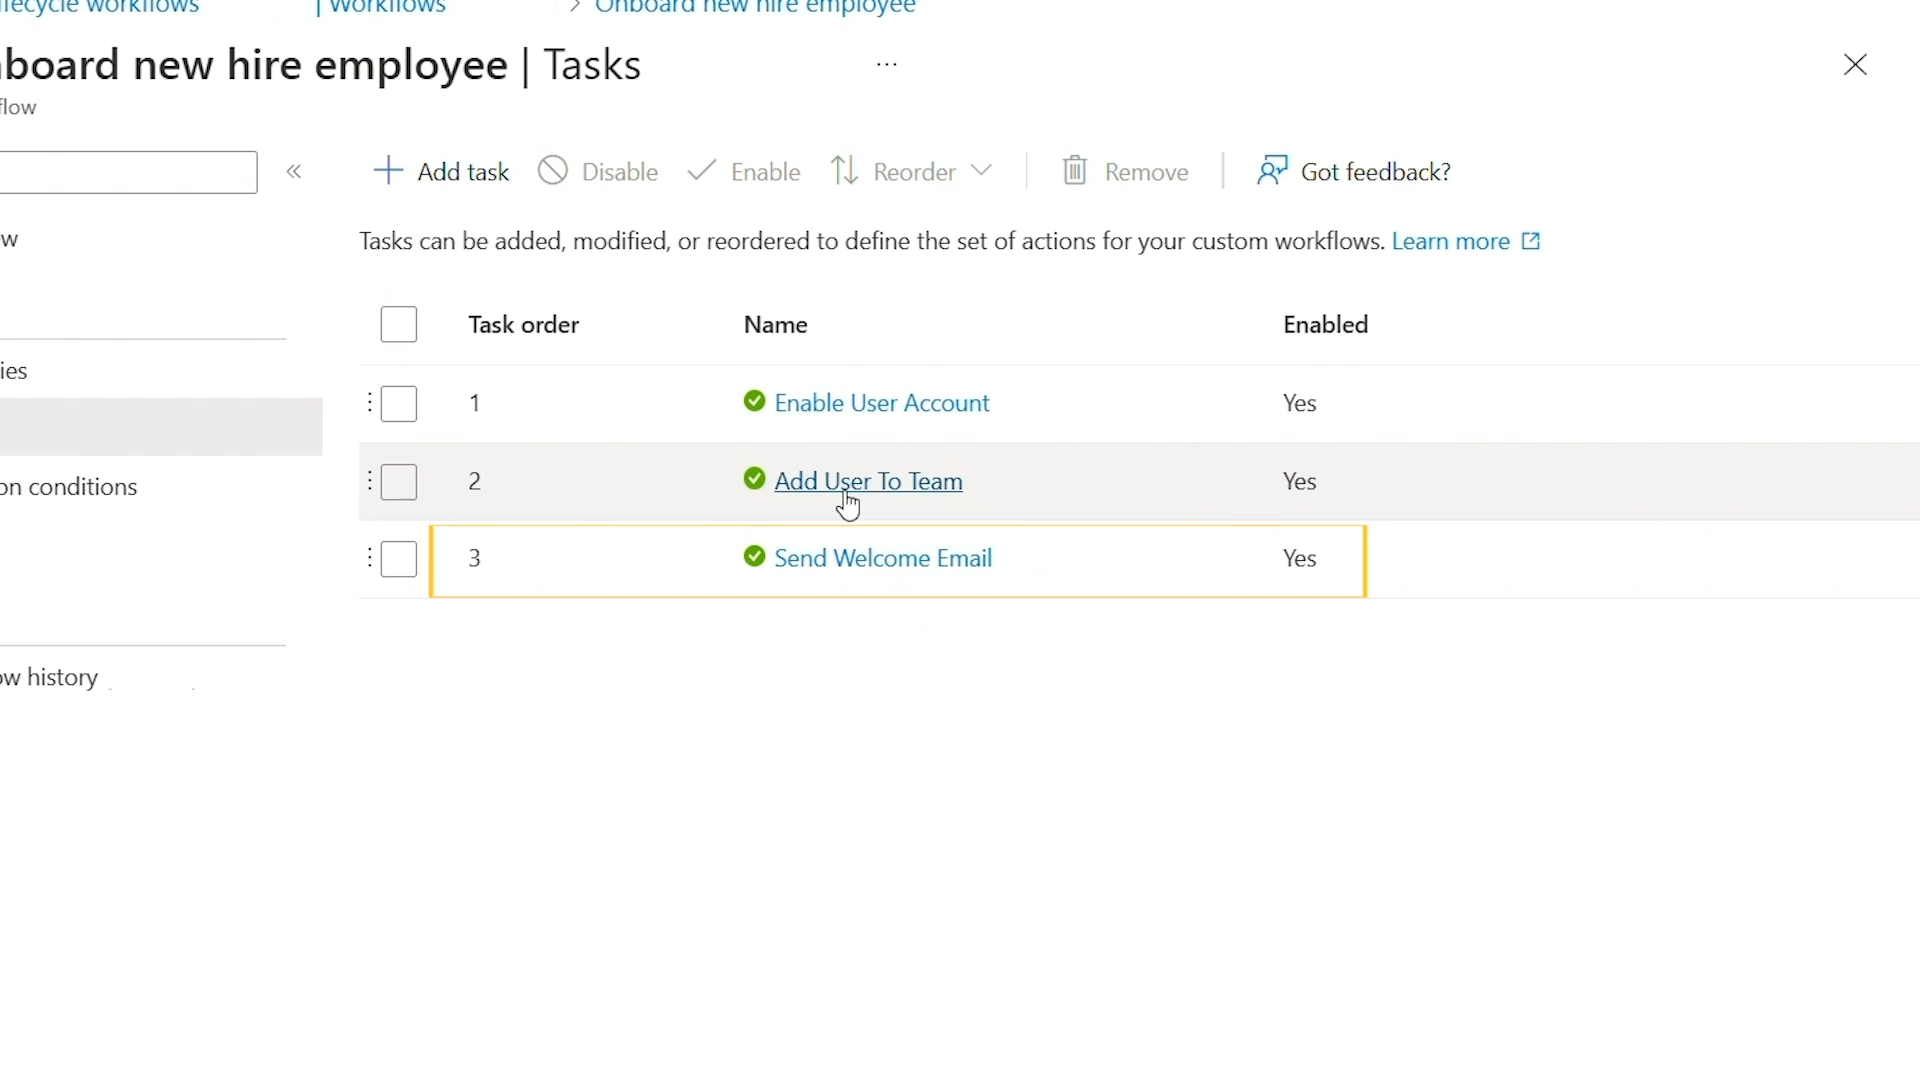 lifecycle workflows | Workflows > Onboard new hire employee
board new hire employee | Tasks ...
flow
Add task Disable Enable Reorder Remove Got feedback?
Tasks can be added, modified, or reordered to define the set of actions for your custom workflows. Learn more
w
Task order Name Enabled
ies
1 Enable User Account Yes
2 Add User To Team Yes
on conditions
3 Send Welcome Email Yes
ow history